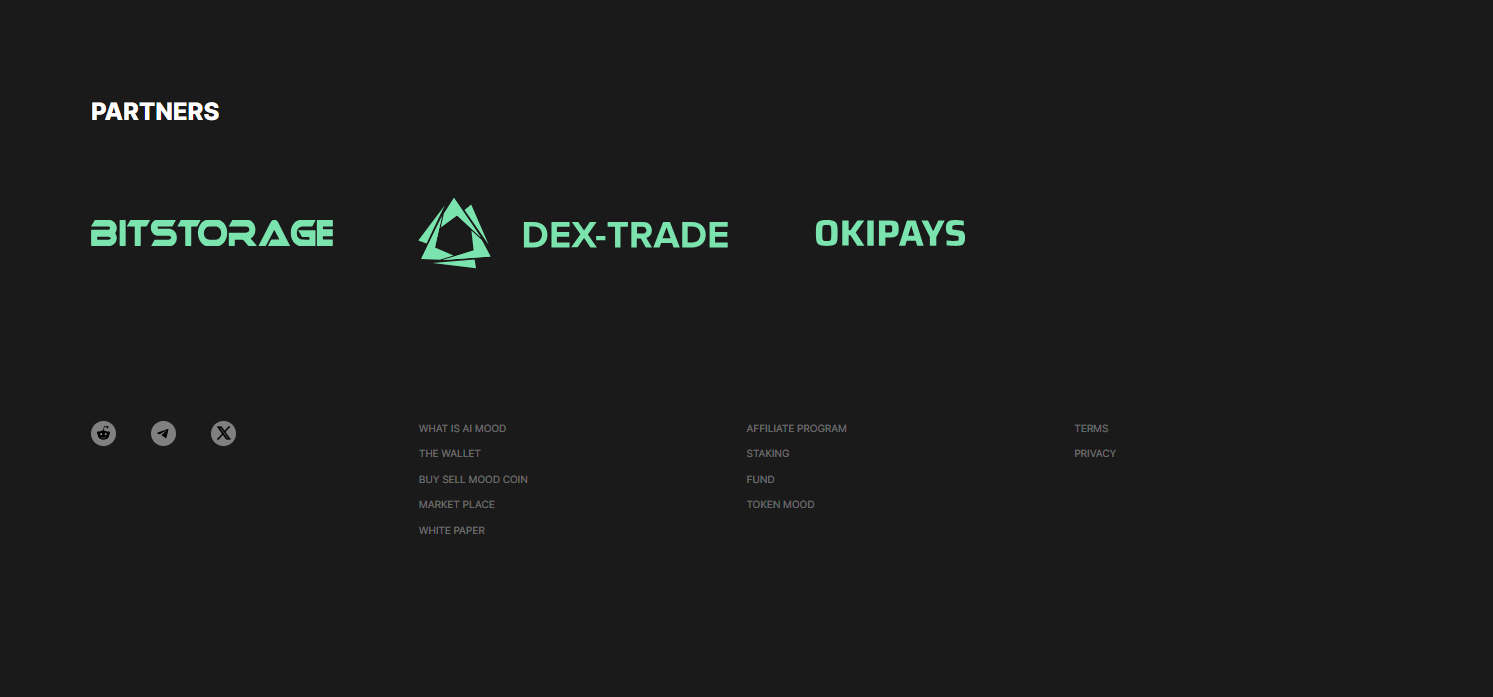 PARTNERS
BITSTORAGE
DEX-TRADE
OKIPAYS
WHAT IS AI MOOD
THE WALLET
BUY SELL MOOD COIN
MARKET PLACE
WHITE PAPER
AFFILIATE PROGRAM
STAKING
FUND
TOKEN MOOD
TERMS
PRIVACY